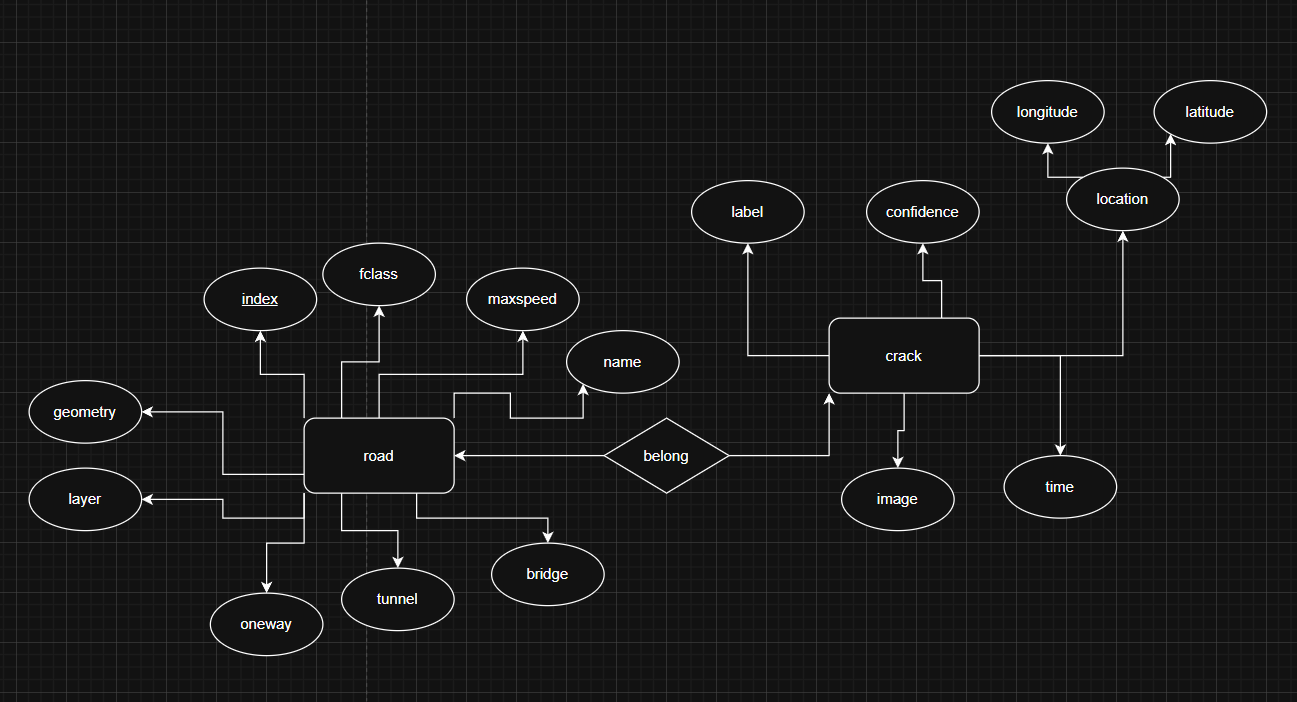 longitude
latitude
location
label
confidence
fclass
index
maxspeed
name
crack
geometry
road
belong
layer
image
time
bridge
tunnel
oneway